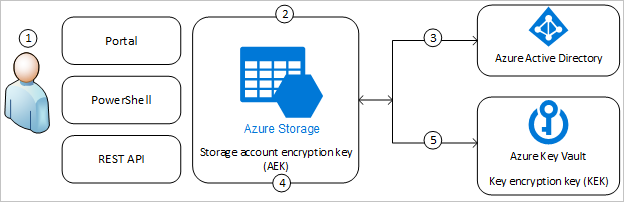 1
Portal
PowerShell
REST API
2
Azure Storage
Storage account encryption key
(AEK)
4
3
Azure Active Directory
5
Azure Key Vault
Key encryption key (KEK)